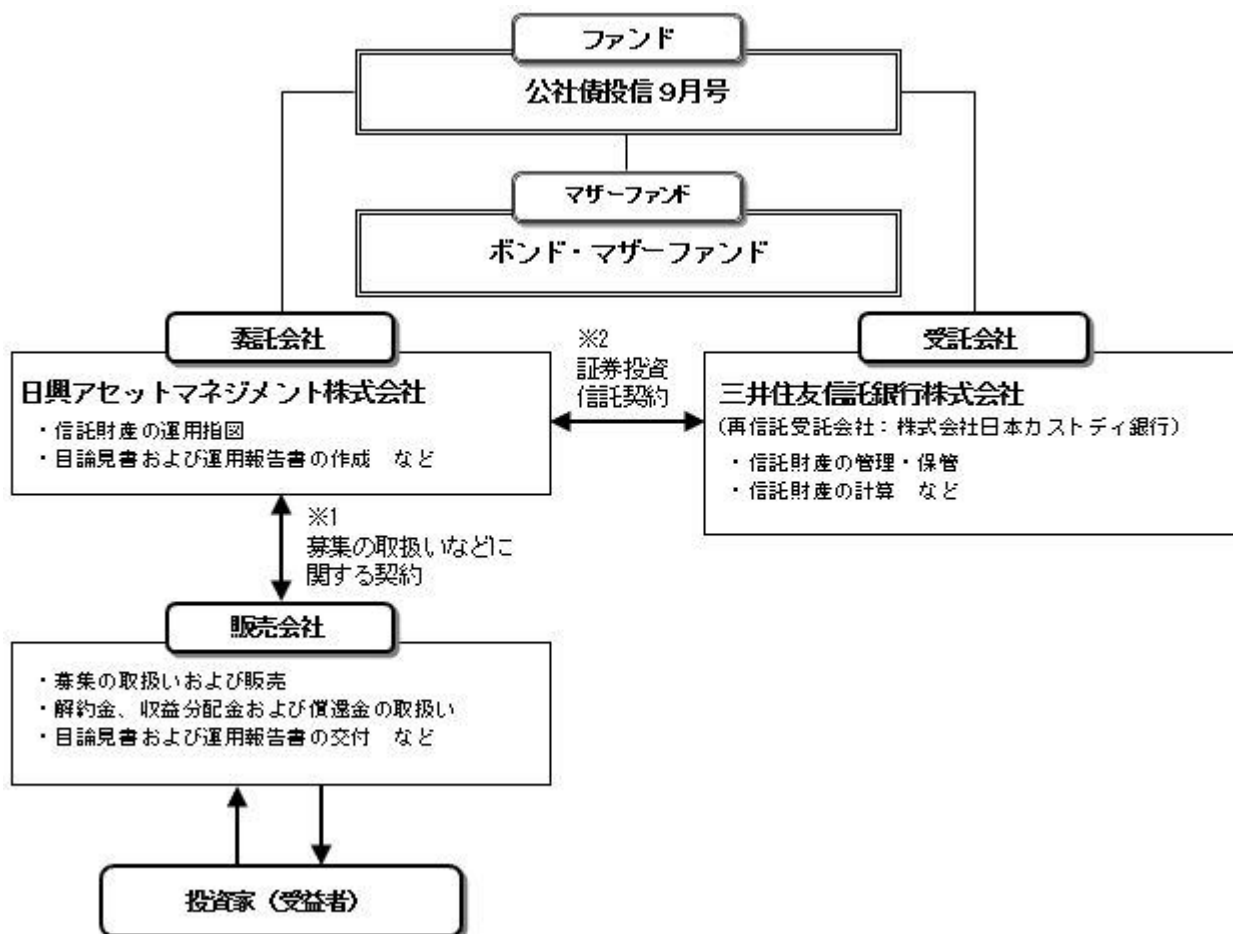 ファンド
公社債投信9月号
マザーファンド
ボンド・マザーファンド
委託会社
日興アセットマネジメント株式会社
・信託財産の運用指図
・目論見書および運用報告書の作成 など
※2
証券投資
信託契約
受託会社
三井住友信託銀行株式会社
(再信託受託会社：株式会社日本カストディ銀行)
・信託財産の管理・保管
・信託財産の計算 など
※1
募集の取扱いなどに
関する契約
販売会社
・募集の取扱いおよび販売
・解約金、収益分配金および償還金の取扱い
・目論見書および運用報告書の交付 など
投資家（受益者）